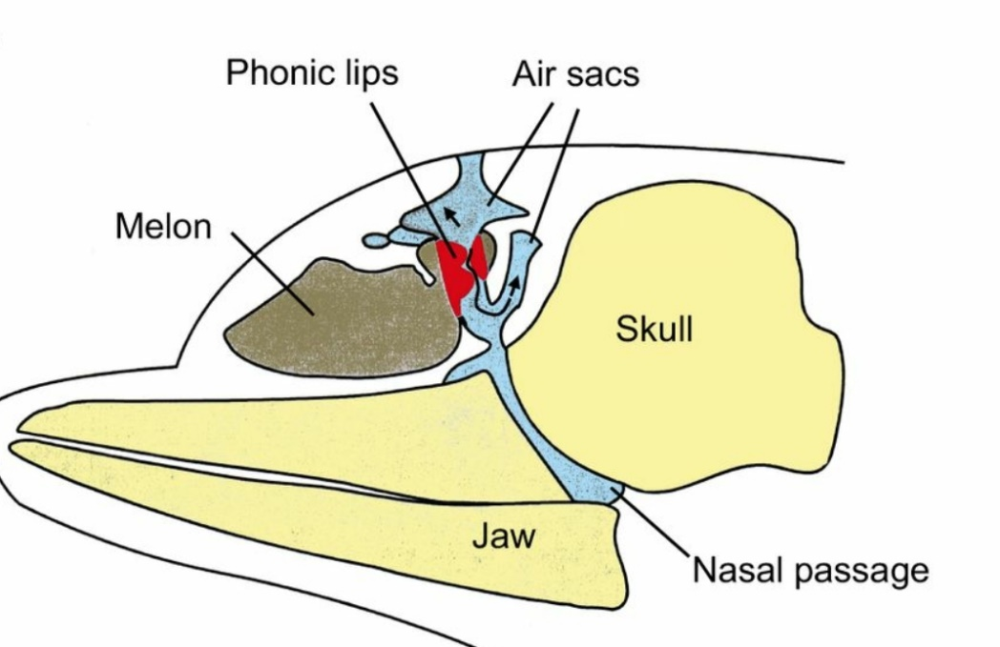 Phonic lips
Air sacs
Melon
Skull
Jaw
Nasal passage